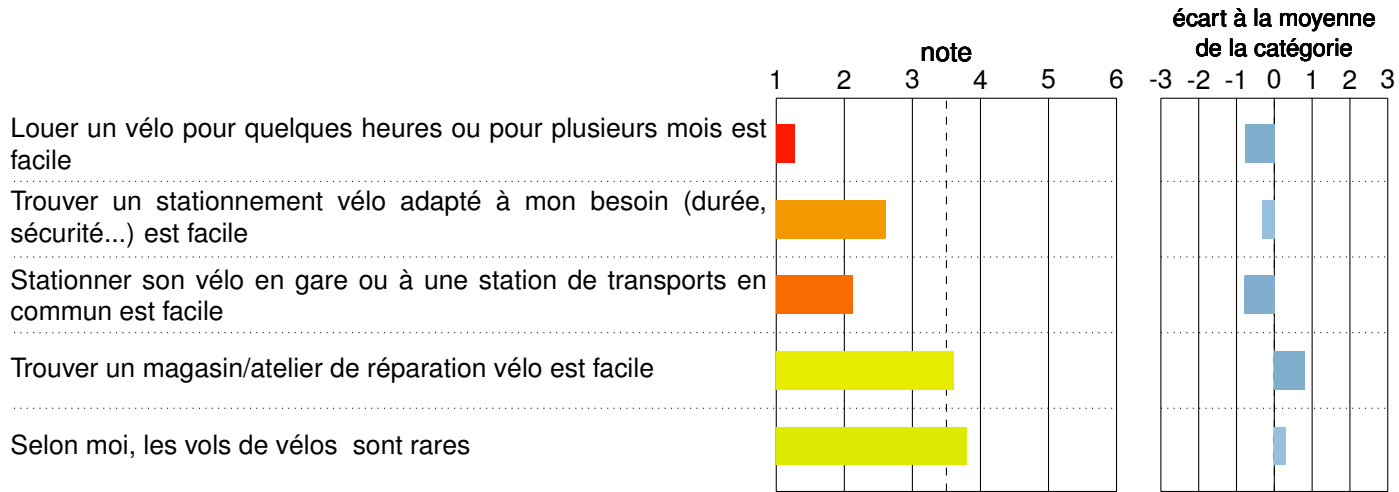 écart à la moyenne
de la catégorie
note
1 2 3 4 5 6
-3 -2 -1 0 1 2 3
Louer un vélo pour quelques heures ou pour plusieurs mois est
facile
Trouver un stationnement vélo adapté à mon besoin (durée,
sécurité...) est facile
Stationner son vélo en gare ou à une station de transports en
commun est facile
Trouver un magasin/atelier de réparation vélo est facile
Selon moi, les vols de vélos sont rares